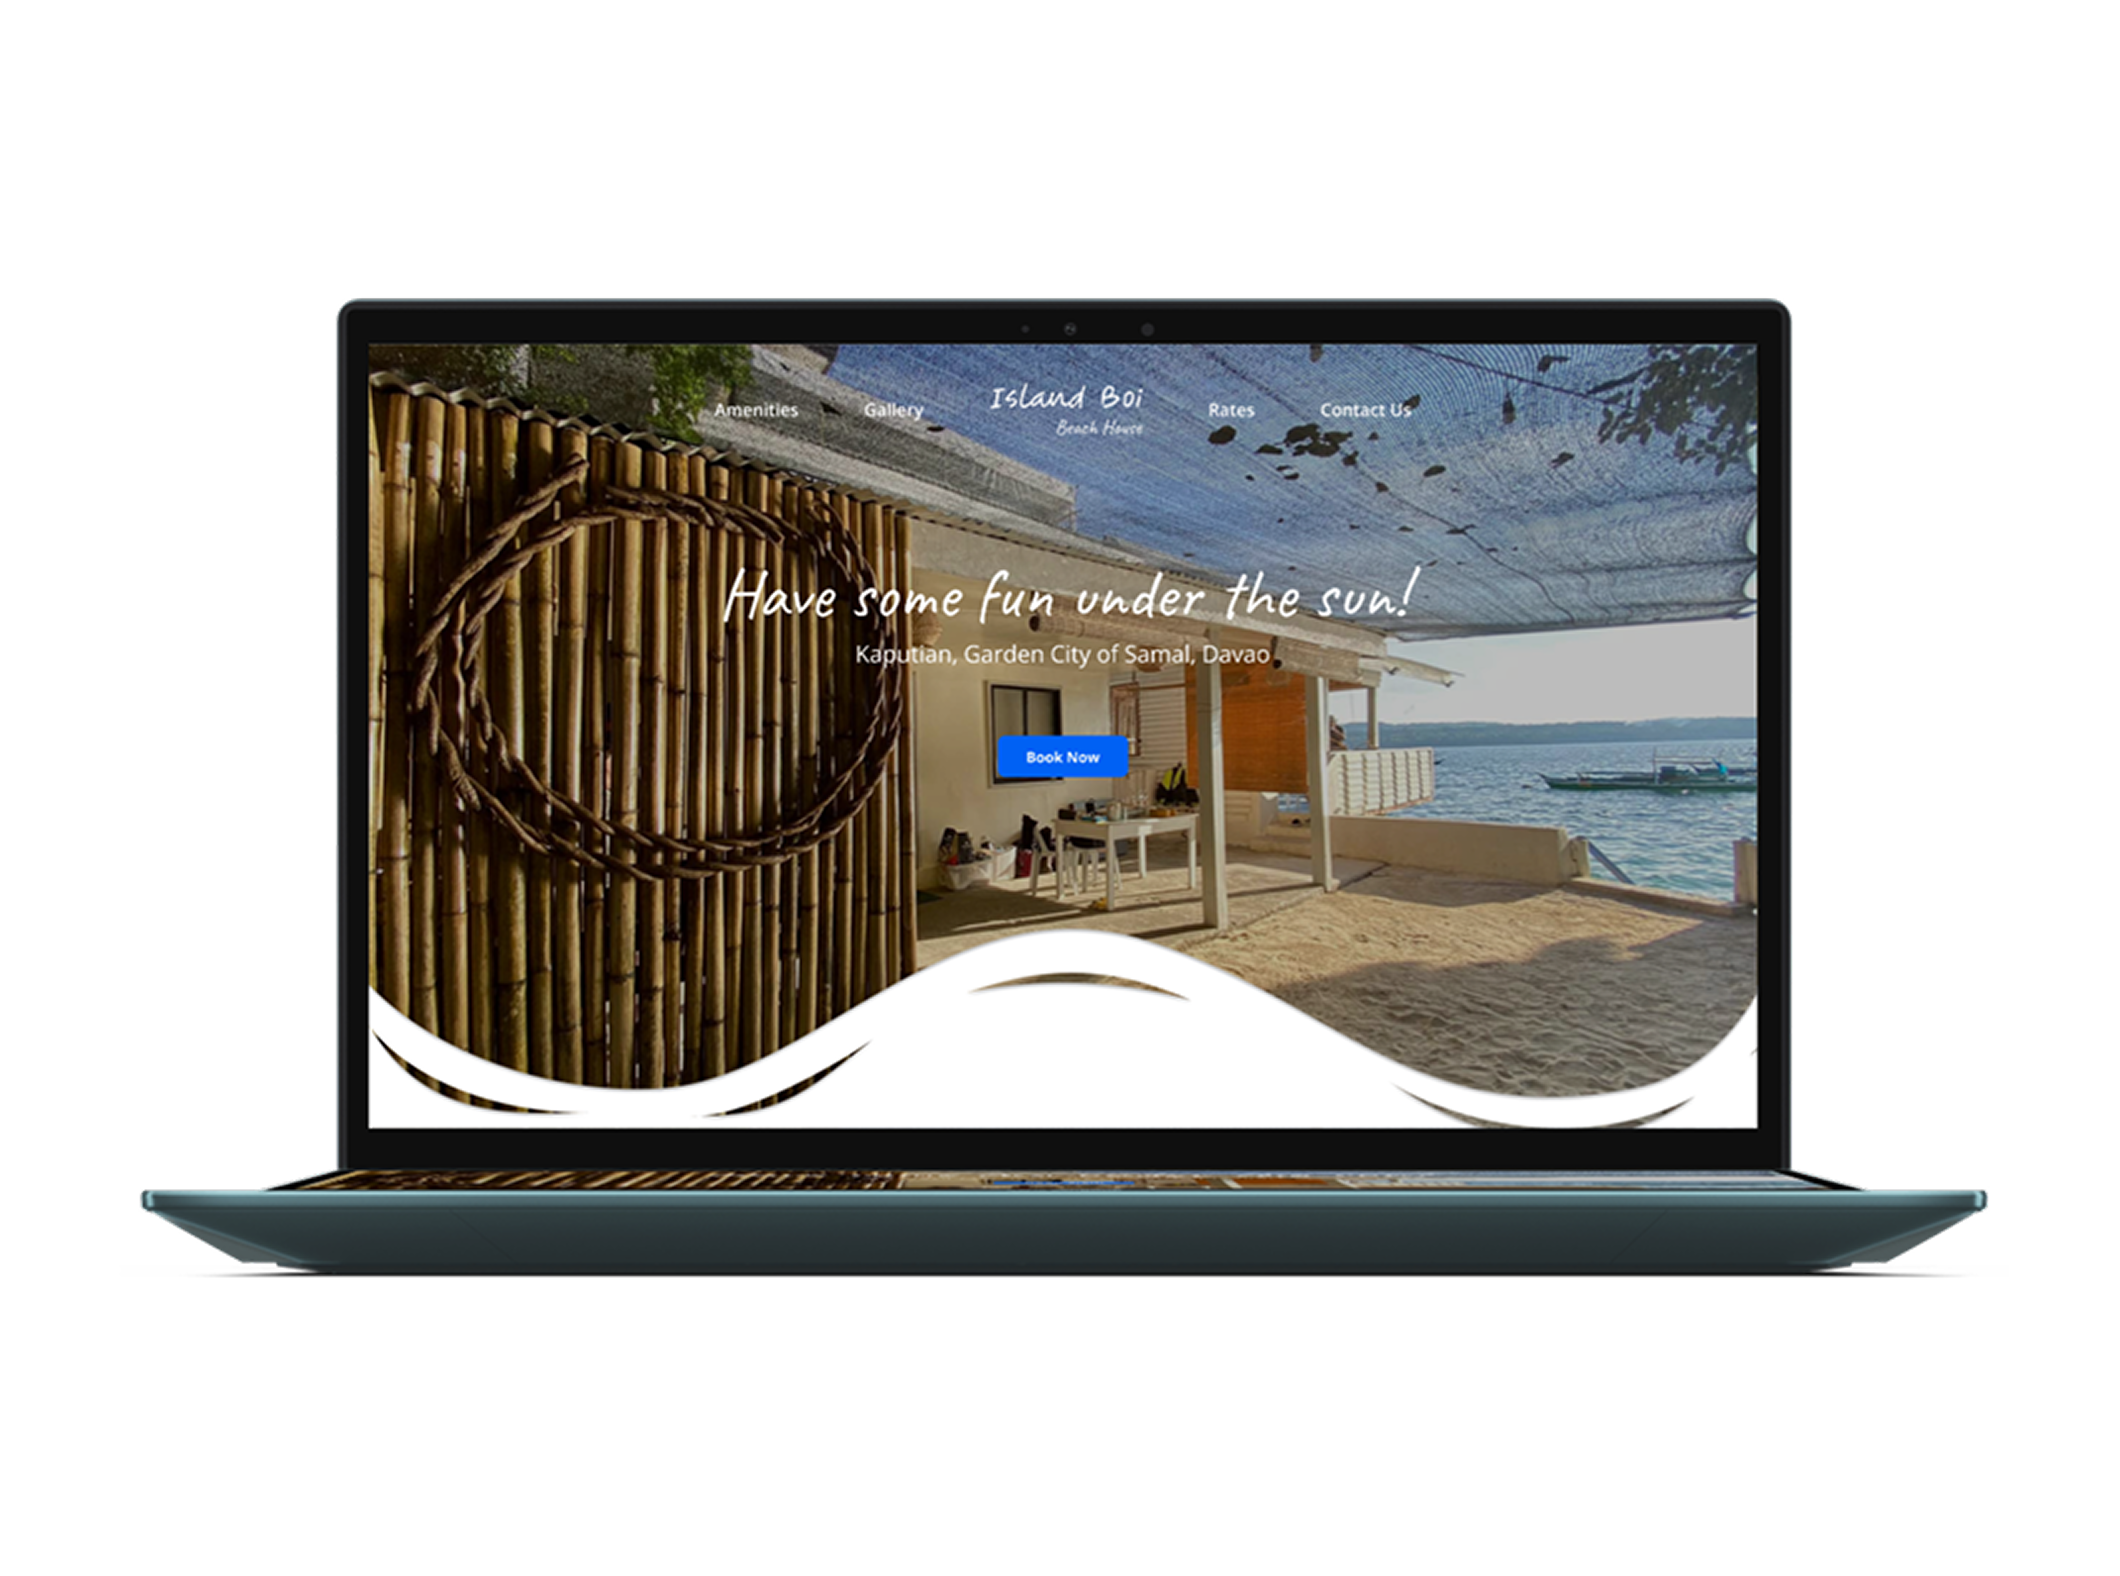 Amenities
Gallery
Island Boi
Beach House
Rates
Contact Us
Have some fun under the sun!
Kaputian, Garden City of Samal, Davao
Book Now